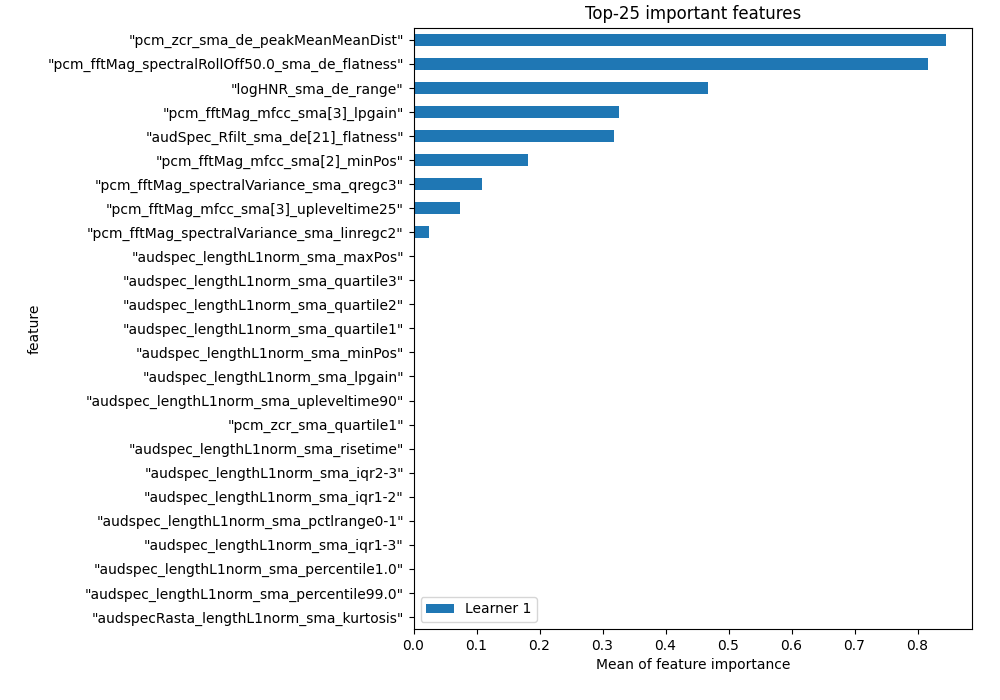 Top-25 important features
"pcm_zcr_sma_de_peakMeanMeanDist"
"pcm_fftMag_spectralRollOff50.0_sma_de_flatness"
"logHNR_sma_de_range"
"pcm_fftMag_mfcc_sma[3]_lpgain"
"audSpec_Rfilt_sma_de[21]_flatness"
"pcm_fftMag_mfcc_sma[2]_minPos"
"pcm_fftMag_spectralVariance_sma_qregc3"
"pcm_fftMag_mfcc_sma[3]_upleveltime25"
"pcm_fftMag_spectralVariance_sma_linregc2"
"audspec_lengthL1norm_sma_maxPos"
"audspec_lengthL1norm_sma_quartile3"
"audspec_lengthL1norm_sma_quartile2"
"audspec_lengthL1norm_sma_quartile1"
"audspec_lengthL1norm_sma_minPos"
"audspec_lengthL1norm_sma_lpgain"
"audspec_lengthL1norm_sma_upleveltime90"
"pcm_zcr_sma_quartile1"
"audspec_lengthL1norm_sma_risetime"
"audspec_lengthL1norm_sma_iqr2-3"
"audspec_lengthL1norm_sma_iqr1-2"
"audspec_lengthL1norm_sma_pctlrange0-1"
"audspec_lengthL1norm_sma_iqr1-3"
"audspec_lengthL1norm_sma_percentile1.0"
"audspec_lengthL1norm_sma_percentile99.0"
"audspecRasta_lengthL1norm_sma_kurtosis"
feature
Learner 1
0.0 0.1 0.2 0.3 0.4 0.5 0.6 0.7 0.8
Mean of feature importance